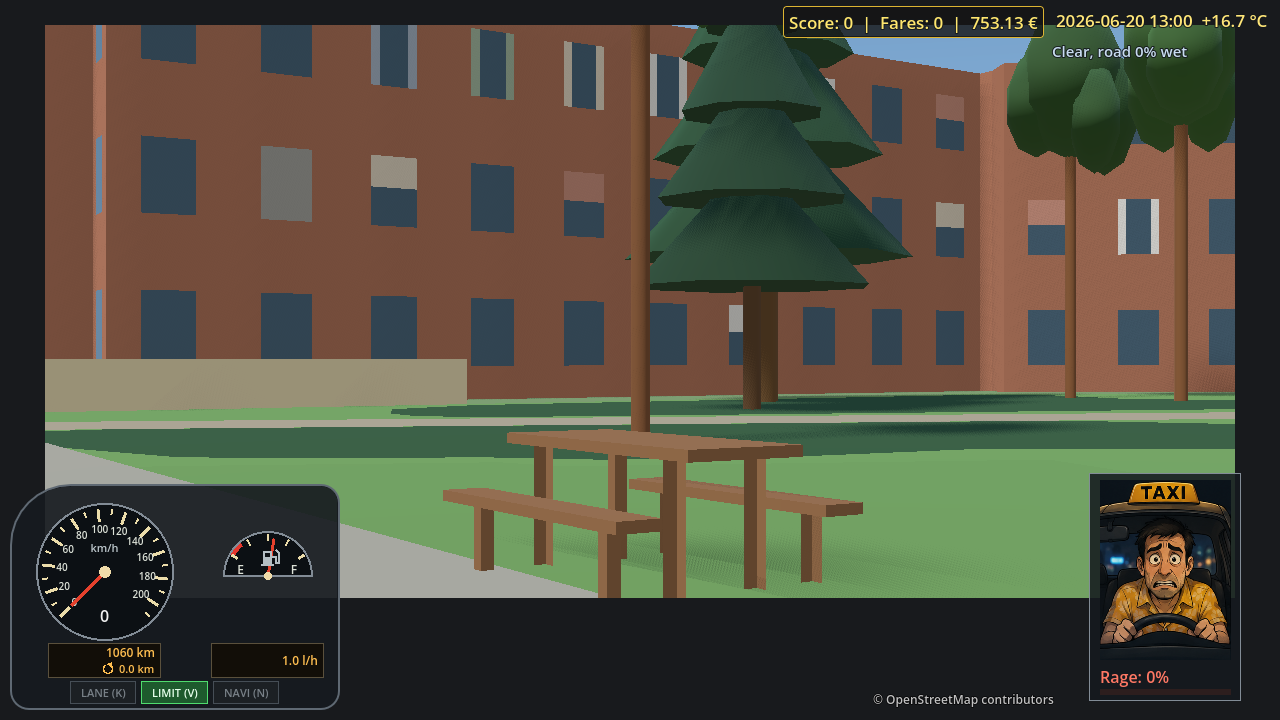 Score: 0 | Fares: 0 | 753.13 €
2026-06-20 13:00 +16.7 °C
Clear, road 0% wet
0
20
40
60
80
100
120
140
160
180
200
km/h
0
E
F
1060 km
0.0 km
1.0 l/h
LANE (K)
LIMIT (V)
NAVI (N)
TAXI
Rage: 0%
© OpenStreetMap contributors